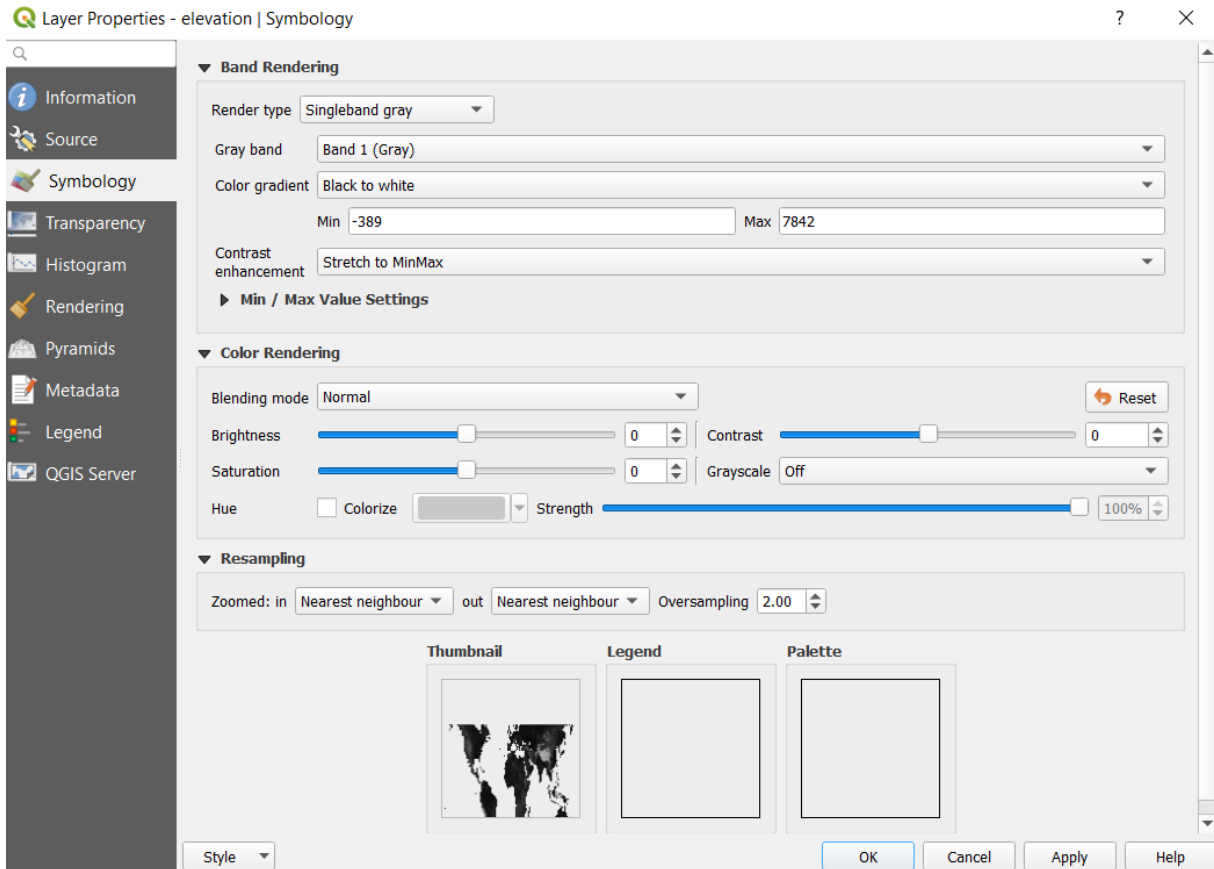 Layer Properties - elevation | Symbology ?
Information
Source
Symbology
Transparency
Histogram
Rendering
Pyramids
Metadata
Legend
QGIS Server
Band Rendering
Render type Singleband gray
Gray band Band 1 (Gray)
Color gradient Black to white
Min -389 Max 7842
Contrast
enhancement Stretch to MinMax
Min / Max Value Settings
Color Rendering
Blending mode Normal Reset
Brightness 0 Contrast 0
Saturation 0 Grayscale Off
Hue Colorize Strength 100%
Resampling
Zoomed: in Nearest neighbour out Nearest neighbour Oversampling 2.00
Thumbnail Legend Palette
Style OK Cancel Apply Help